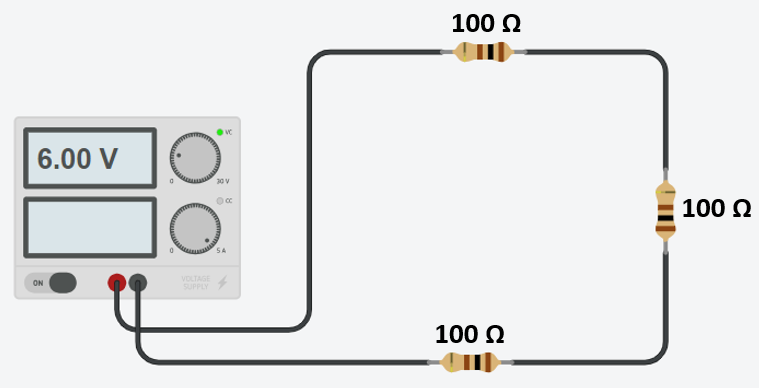 100 Ω
6.00 V
VC
0 30 V
100 Ω
CC
0 5 A
ON
VOLTAGE
SUPPLY
100 Ω